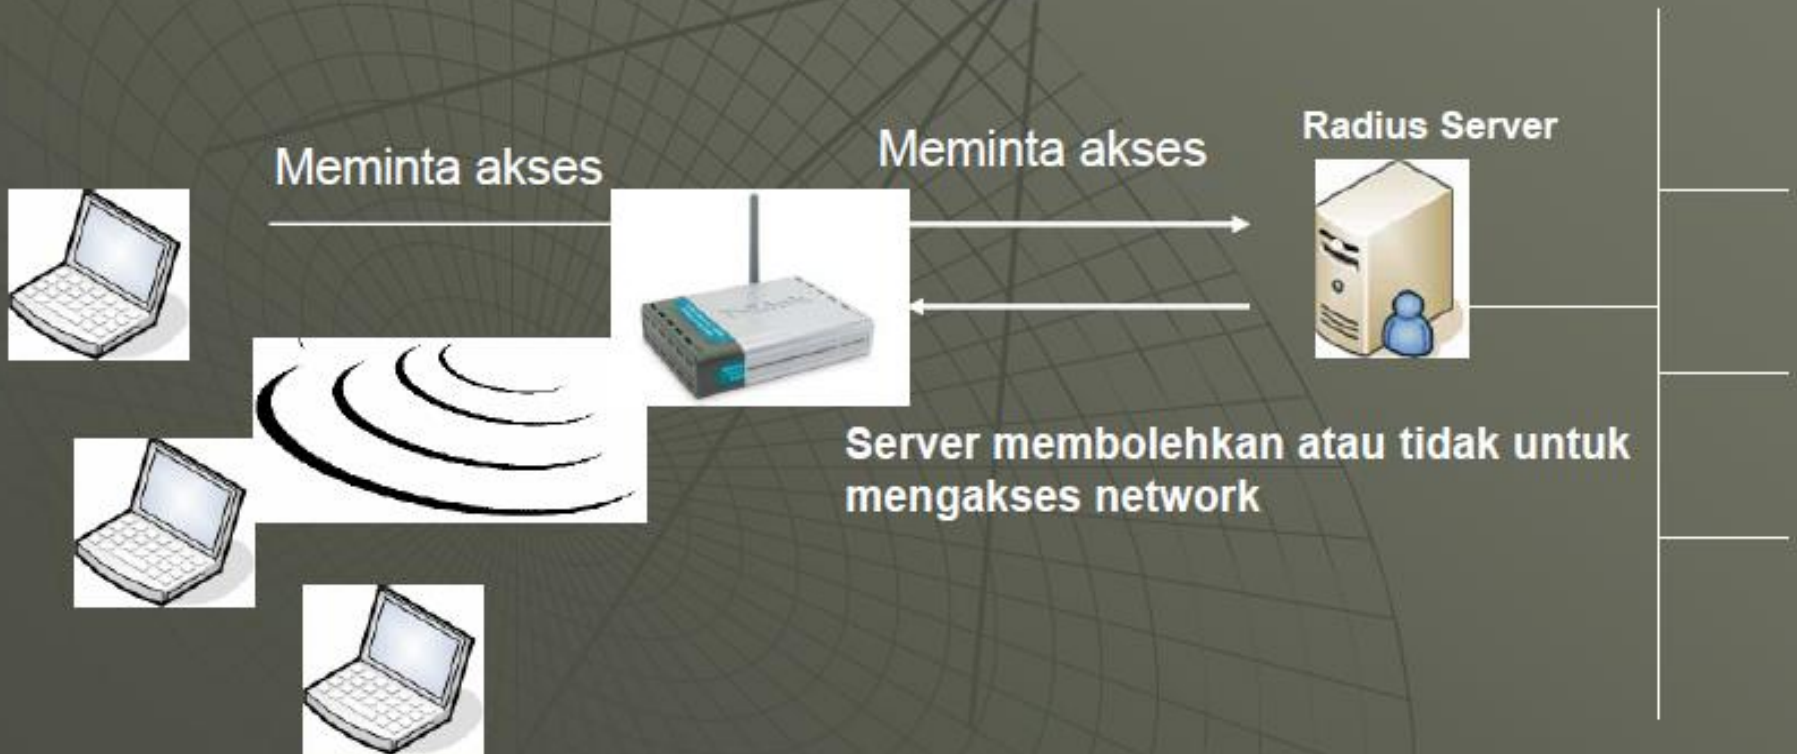 Meminta akses
Meminta akses
Radius Server
Server membolehkan atau tidak untuk
mengakses network